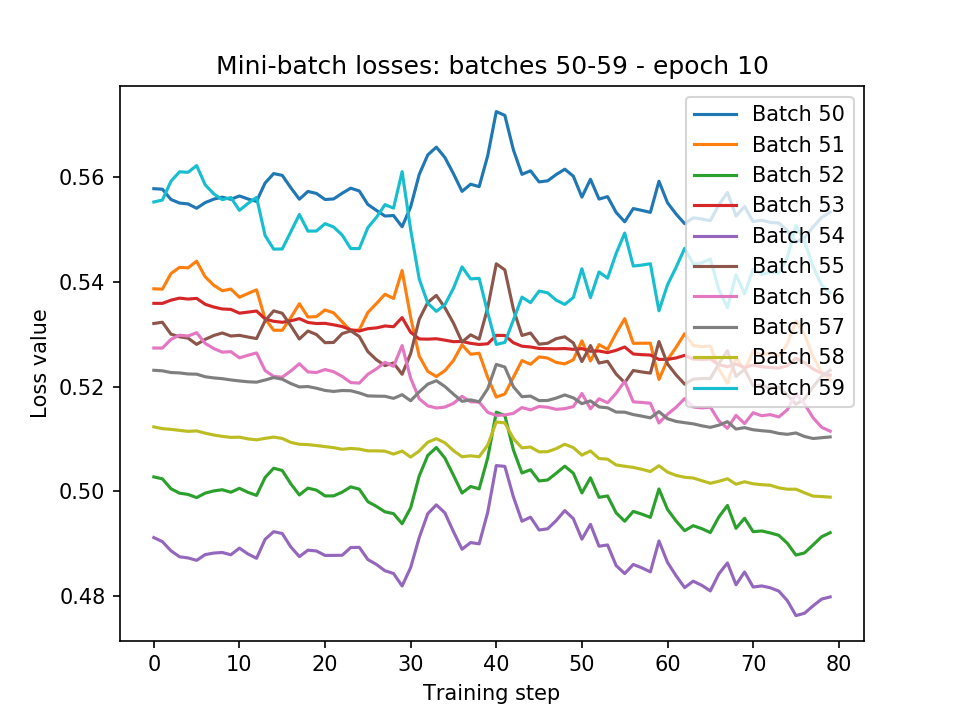 Mini-batch losses: batches 50-59 - epoch 10
Loss value
0.56
0.54
0.52
0.50
0.48
Batch 50
Batch 51
Batch 52
Batch 53
Batch 54
Batch 55
Batch 56
Batch 57
Batch 58
Batch 59
0 10 20 30 40 50 60 70 80
Training step